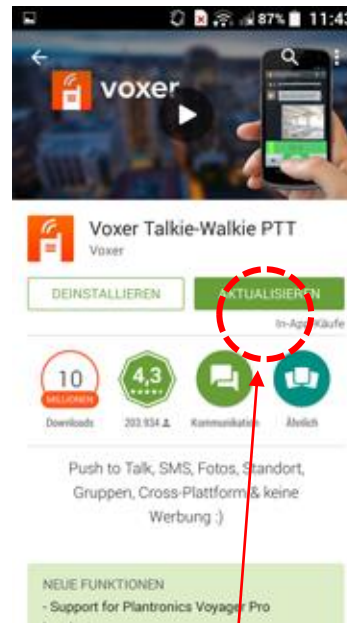 87% 11:43
voxer
Voxer Talkie-Walkie PTT
Voxer
DEINSTALLIEREN
AKTUALISIEREN
In-App-Käufe
10
MILLIONEN
Downloads
4,3
203.934
Kommunikation
Ähnlich
Push to Talk, SMS, Fotos, Standort,
Gruppen, Cross-Plattform & keine
Werbung :)
NEUE FUNKTIONEN
- Support for Plantronics Voyager Pro